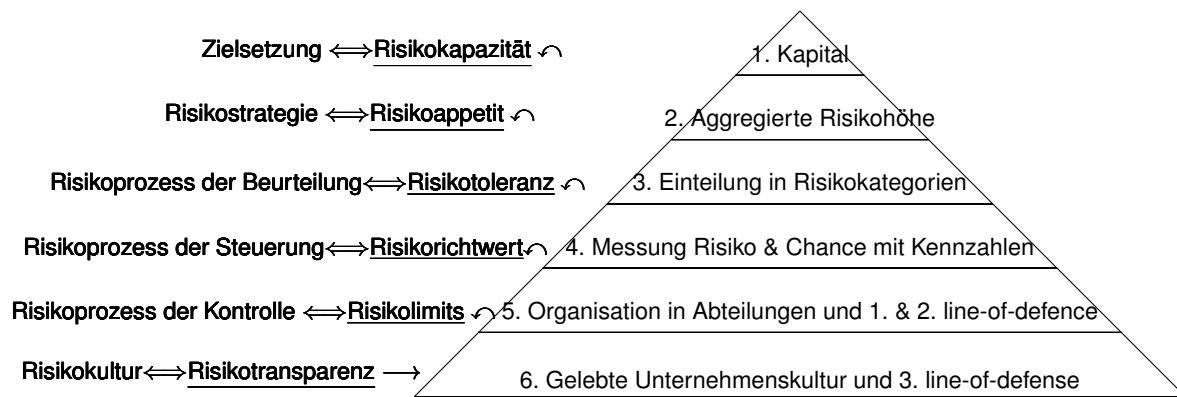 Zielsetzung ⟺ Risikokapazität ↶ 1. Kapital
Risikostrategie ⟺ Risikoappetit ↶ 2. Aggregierte Risikohöhe
Risikoprozess der Beurteilung ⟺ Risikotoleranz ↶ 3. Einteilung in Risikokategorien
Risikoprozess der Steuerung ⟺ Risikorichtwert ↶ 4. Messung Risiko & Chance mit Kennzahlen
Risikoprozess der Kontrolle ⟺ Risikolimits ↶ 5. Organisation in Abteilungen und 1. & 2. line-of-defence
Risikokultur ⟺ Risikotransparenz → 6. Gelebte Unternehmenskultur und 3. line-of-defense